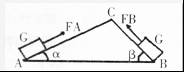 C
G FA FB G
A α β B